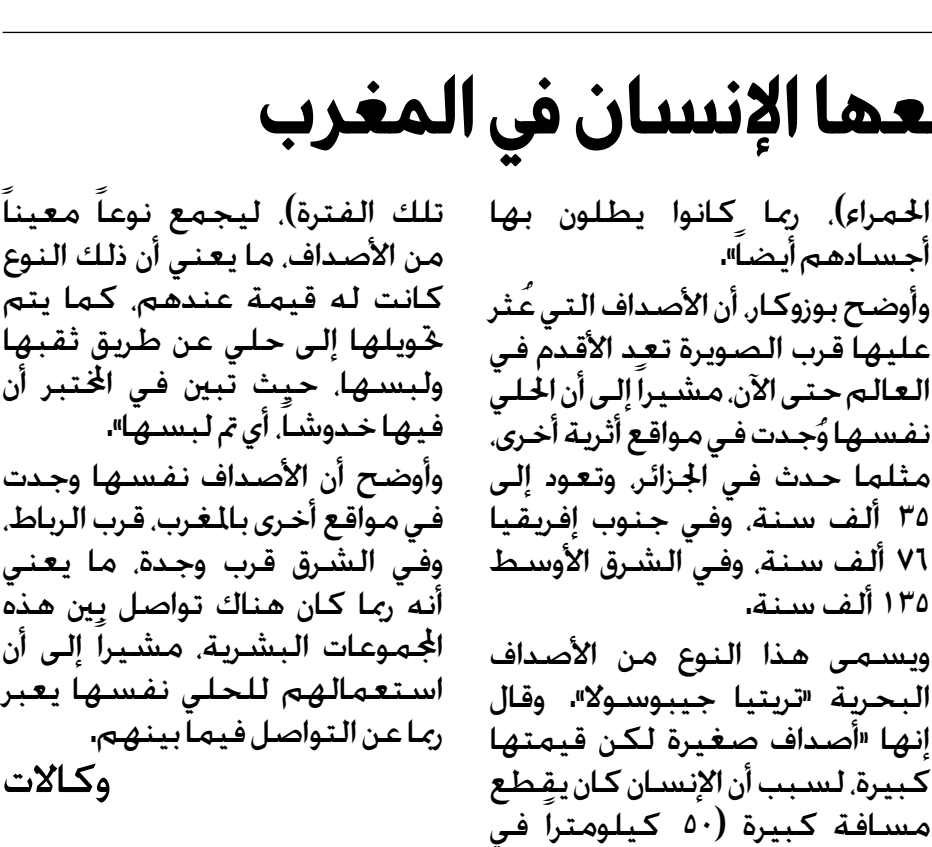 عها الإنسان في المغرب
الحمراء)، ربما كانوا يطلون بها
أجسادهم أيضاً».
وأوضح بوزوكار، أن الأصداف التي عُثر
عليها قرب الصويرة تعد الأقدم في
العالم حتى الآن، مشيراً إلى أن الحلي
نفسها وُجدت في مواقع أثرية أخرى،
مثلما حدث في الجزائر، وتعود إلى
٣٥ ألف سنة، وفي جنوب إفريقيا
٧٦ ألف سنة، وفي الشرق الأوسط
١٣٥ ألف سنة.
ويسمى هذا النوع من الأصداف
البحرية «تريتيا جيبوسولا». وقال
إنها «أصداف صغيرة لكن قيمتها
كبيرة، لسبب أن الإنسان كان يقطع
مسافة كبيرة (٥٠ كيلومتراً في
تلك الفترة)، ليجمع نوعاً معيناً
من الأصداف، ما يعني أن ذلك النوع
كانت له قيمة عندهم، كما يتم
تحويلها إلى حلي عن طريق ثقبها
ولبسها، حيث تبين في المختبر أن
فيها خدوشاً، أي تم لبسها».
وأوضح أن الأصداف نفسها وجدت
في مواقع أخرى بالمغرب، قرب الرباط،
وفي الشرق قرب وجدة، ما يعني
أنه ربما كان هناك تواصل بين هذه
المجموعات البشرية، مشيراً إلى أن
استعمالهم للحلي نفسها يعبر
ربما عن التواصل فيما بينهم.
وكالات